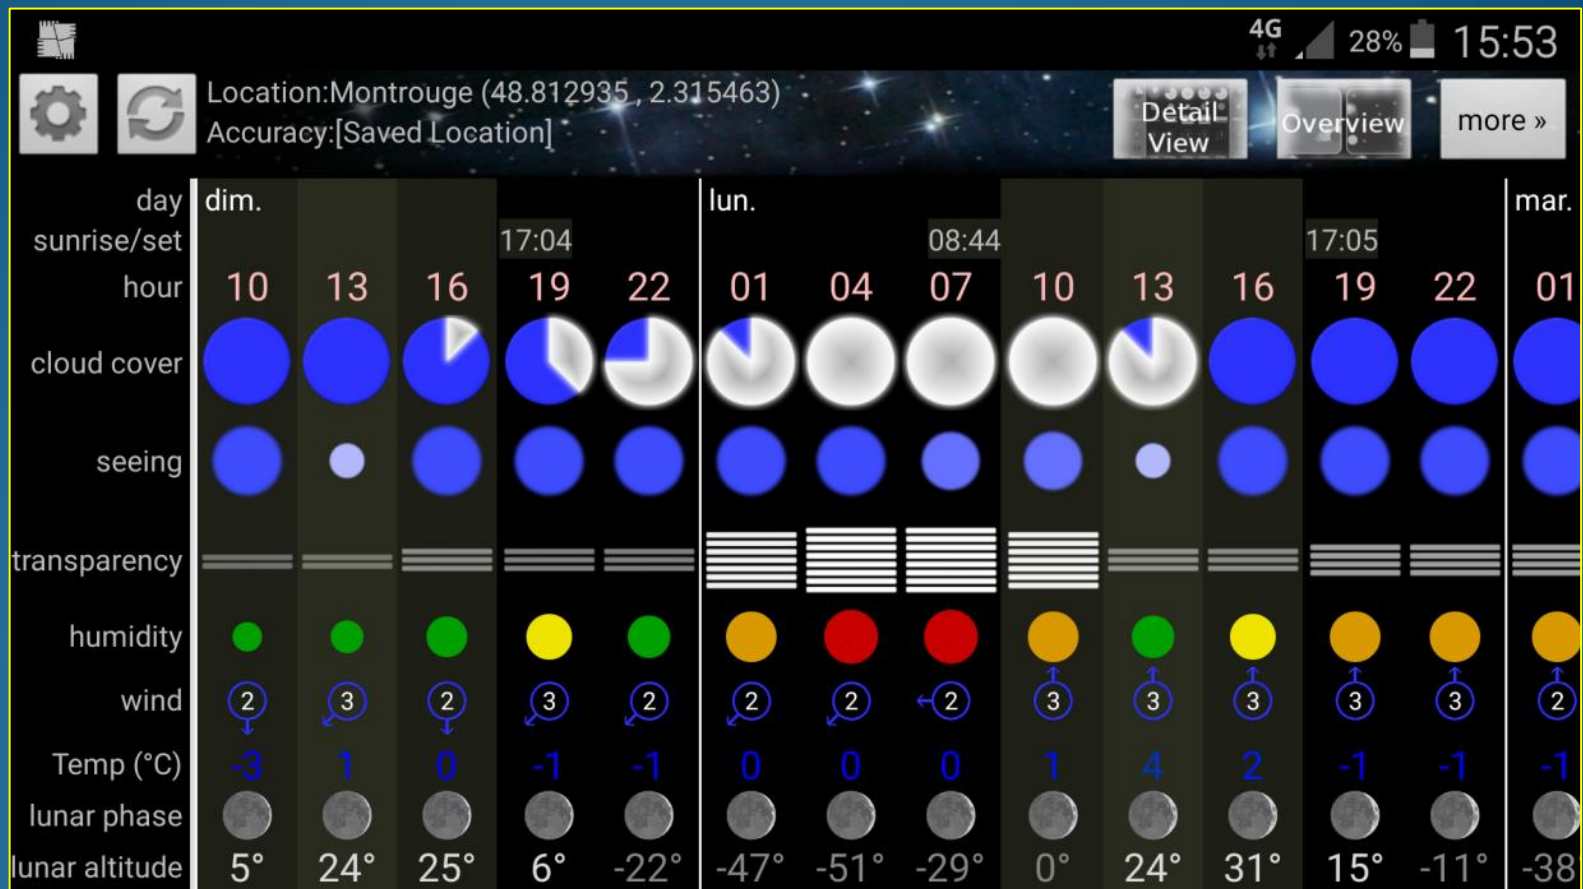 4G 28% 15:53
Location:Montrouge (48.812935 , 2.315463)
Accuracy:[Saved Location]
Detail View
Overview
more »
day dim. lun. mar.
sunrise/set 17:04 08:44 17:05
hour 10 13 16 19 22 01 04 07 10 13 16 19 22 01
cloud cover
seeing
transparency
humidity
wind 2 3 2 3 2 2 2 2 3 3 3 3 3 2
Temp (°C) -3 1 0 -1 -1 0 0 0 1 4 2 -1 -1 -1
lunar phase
lunar altitude 5° 24° 25° 6° -22° -47° -51° -29° 0° 24° 31° 15° -11° -38°